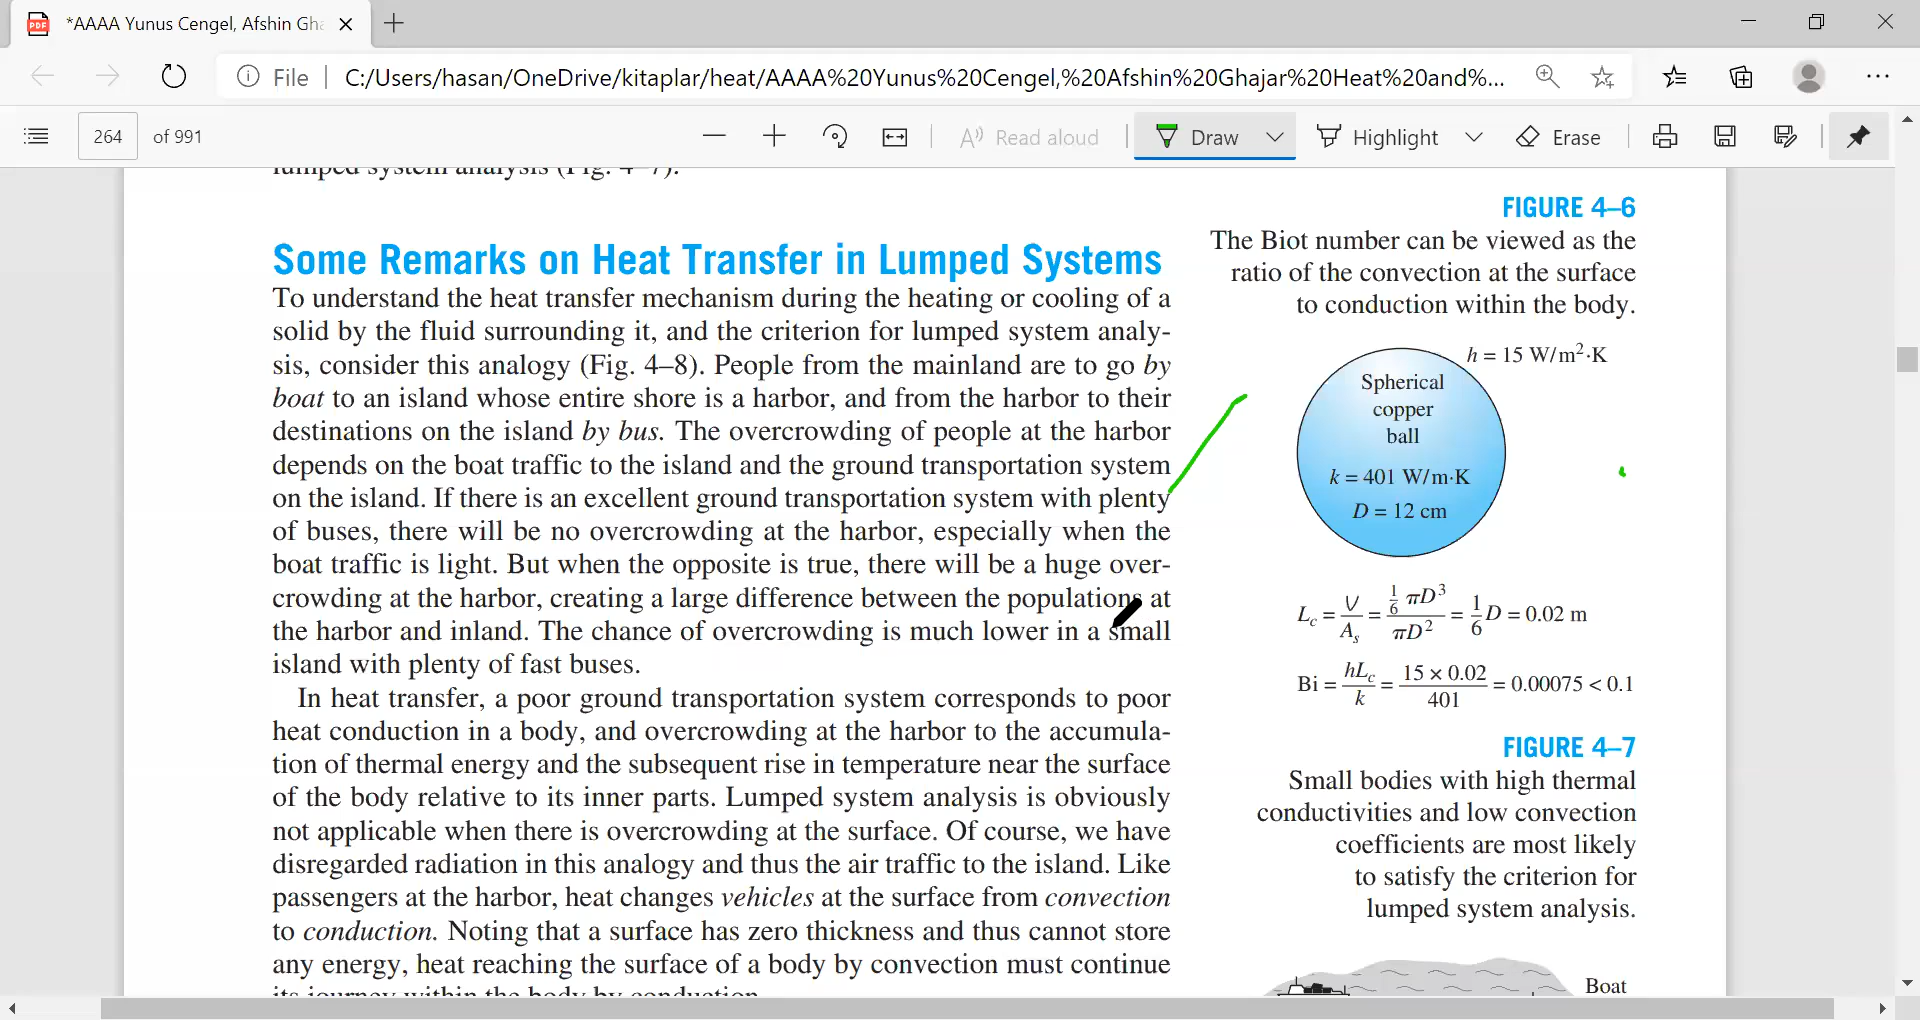 *AAAA Yunus Cengel, Afshin Gha
File
C:/Users/hasan/OneDrive/kitaplar/heat/AAAA%20Yunus%20Cengel,%20Afshin%20Ghajar%20Heat%20and%...
264 of 991
Read aloud
Draw
Highlight
Erase
lumped system analysis (Fig. 4–7).
Some Remarks on Heat Transfer in Lumped Systems
To understand the heat transfer mechanism during the heating or cooling of a
solid by the fluid surrounding it, and the criterion for lumped system analy-
sis, consider this analogy (Fig. 4–8). People from the mainland are to go by
boat to an island whose entire shore is a harbor, and from the harbor to their
destinations on the island by bus. The overcrowding of people at the harbor
depends on the boat traffic to the island and the ground transportation system
on the island. If there is an excellent ground transportation system with plenty
of buses, there will be no overcrowding at the harbor, especially when the
boat traffic is light. But when the opposite is true, there will be a huge over-
crowding at the harbor, creating a large difference between the populations at
the harbor and inland. The chance of overcrowding is much lower in a small
island with plenty of fast buses.
In heat transfer, a poor ground transportation system corresponds to poor
heat conduction in a body, and overcrowding at the harbor to the accumula-
tion of thermal energy and the subsequent rise in temperature near the surface
of the body relative to its inner parts. Lumped system analysis is obviously
not applicable when there is overcrowding at the surface. Of course, we have
disregarded radiation in this analogy and thus the air traffic to the island. Like
passengers at the harbor, heat changes vehicles at the surface from convection
to conduction. Noting that a surface has zero thickness and thus cannot store
any energy, heat reaching the surface of a body by convection must continue
its journey within the body by conduction.
FIGURE 4–6
The Biot number can be viewed as the
ratio of the convection at the surface
to conduction within the body.
h = 15 W/m²·K
Spherical
copper
ball
k = 401 W/m·K
D = 12 cm
L_c = V/A_s = (1/6 πD³)/(πD²) = 1/6 D = 0.02 m
Bi = hL_c/k = (15 × 0.02)/401 = 0.00075 < 0.1
FIGURE 4–7
Small bodies with high thermal
conductivities and low convection
coefficients are most likely
to satisfy the criterion for
lumped system analysis.
Boat